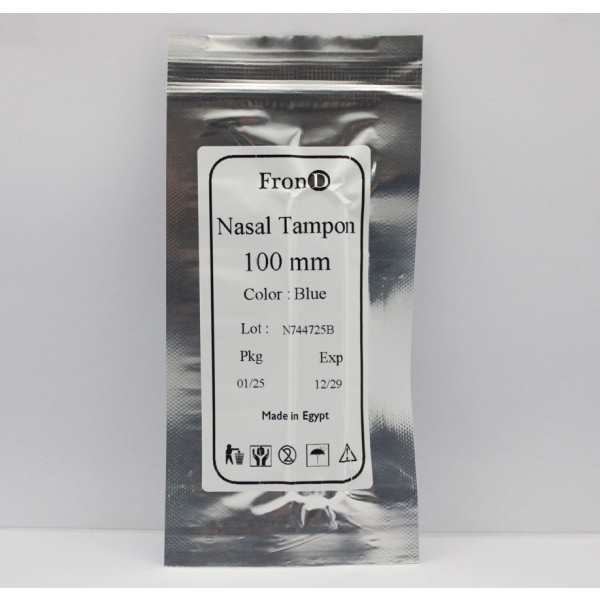 FronD
Nasal Tampon
100 mm
Color : Blue
Lot : N744725B
Pkg Exp
01/25 12/29
Made in Egypt